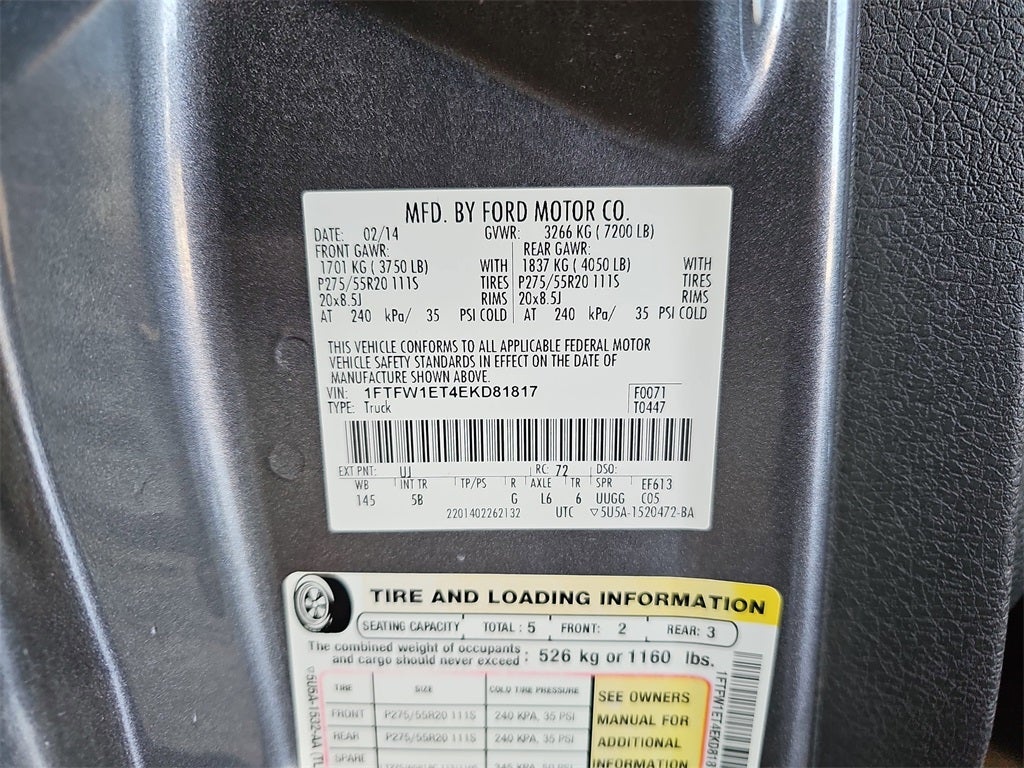 MFD. BY FORD MOTOR CO.
DATE: 02/14 GVWR: 3266 KG ( 7200 LB)
FRONT GAWR: REAR GAWR:
1701 KG ( 3750 LB) WITH 1837 KG ( 4050 LB) WITH
P275/55R20 111S TIRES P275/55R20 111S TIRES
20x8.5J RIMS 20x8.5J RIMS
AT 240 kPa/ 35 PSI COLD AT 240 kPa/ 35 PSI COLD
THIS VEHICLE CONFORMS TO ALL APPLICABLE FEDERAL MOTOR
VEHICLE SAFETY STANDARDS IN EFFECT ON THE DATE OF
MANUFACTURE SHOWN ABOVE.
VIN: 1FTFW1ET4EKD81817 F0071
TYPE: Truck T0447
EXT PNT: UJ RC: 72 DSO:
WB INT TR TP/PS R AXLE TR SPR EF613
145 5B G L6 6 UUGG C05
2201402262132 UTC ▽5U5A-1520472-BA
TIRE AND LOADING INFORMATION
SEATING CAPACITY TOTAL : 5 FRONT: 2 REAR: 3
The combined weight of occupants
and cargo should never exceed : 526 kg or 1160 lbs.
TIRE SIZE COLD TIRE PRESSURE
FRONT P275/55R20 111S 240 KPA, 35 PSI
REAR P275/55R20 111S 240 KPA, 35 PSI
SPARE
SEE OWNERS
MANUAL FOR
ADDITIONAL
INFORMATION
▽5U5A-1532-AA
1FTFW1ET4EKD818